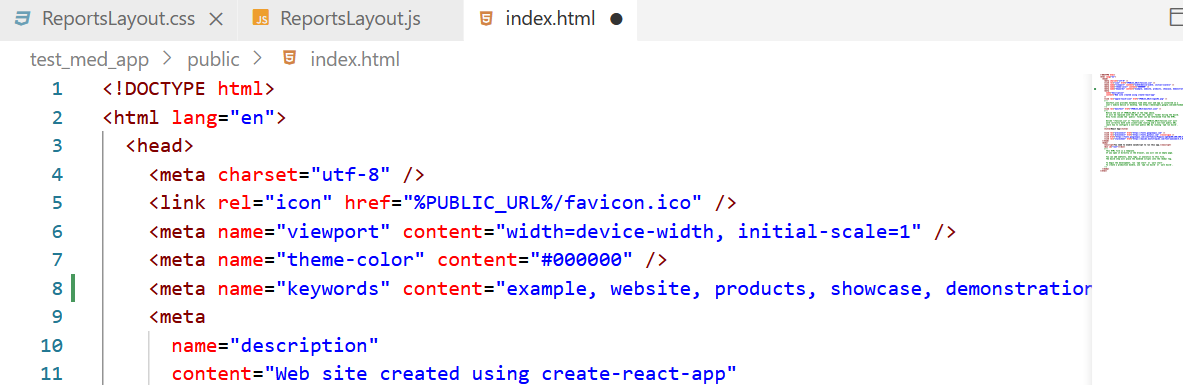 ReportsLayout.css ReportsLayout.js index.html
test_med_app > public > index.html
1 <!DOCTYPE html>
2 <html lang="en">
3 <head>
4 <meta charset="utf-8" />
5 <link rel="icon" href="%PUBLIC_URL%/favicon.ico" />
6 <meta name="viewport" content="width=device-width, initial-scale=1" />
7 <meta name="theme-color" content="#000000" />
8 <meta name="keywords" content="example, website, products, showcase, demonstration
9 <meta
10 name="description"
11 content="Web site created using create-react-app"